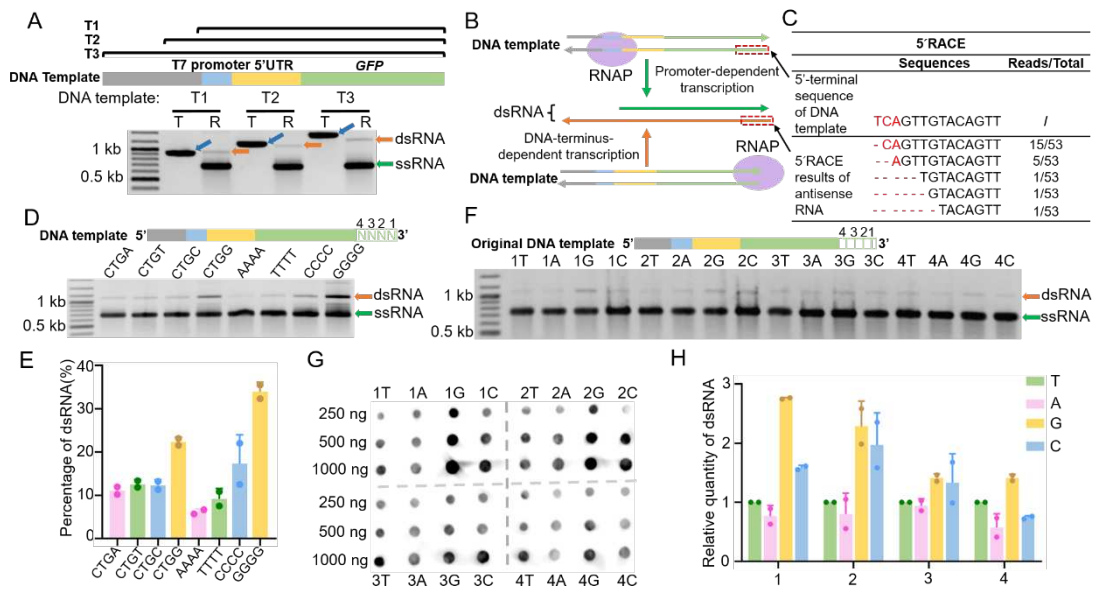 A
T1
T2
T3
T7 promoter 5'UTR GFP
DNA Template
DNA template: T1 T2 T3
T R T R T R
1 kb
0.5 kb
dsRNA
ssRNA
B
DNA template
RNAP
Promoter-dependent
transcription
dsRNA {
DNA-terminus-
dependent transcription
RNAP
DNA template
C
5′RACE
Sequences Reads/Total
5′-terminal
sequence
of DNA
template TCAGTTGTACAGTT /
5′RACE
results of
antisense
RNA
- CAGTTGTACAGTT 15/53
- - AGTTGTACAGTT 5/53
- - - - - TGTACAGTT 1/53
- - - - - - GTACAGTT 1/53
- - - - - - - TACAGTT 1/53
D
4 3 2 1
DNA template 5' NNNN 3'
CTGA CTGT CTGC CTGG AAAA TTTT CCCC GGGG
1 kb
0.5 kb
dsRNA
ssRNA
F
4 3 21
Original DNA template 5' 3'
1T 1A 1G 1C 2T 2A 2G 2C 3T 3A 3G 3C 4T 4A 4G 4C
1 kb
0.5 kb
dsRNA
ssRNA
E
Percentage of dsRNA(%)
40
30
20
10
0
CTGA CTGT CTGC CTGG AAAA TTTT CCCC GGGG
G
1T 1A 1G 1C 2T 2A 2G 2C
250 ng
500 ng
1000 ng
250 ng
500 ng
1000 ng
3T 3A 3G 3C 4T 4A 4G 4C
H
Relative quantity of dsRNA
3
2
1
0
1 2 3 4
T
A
G
C